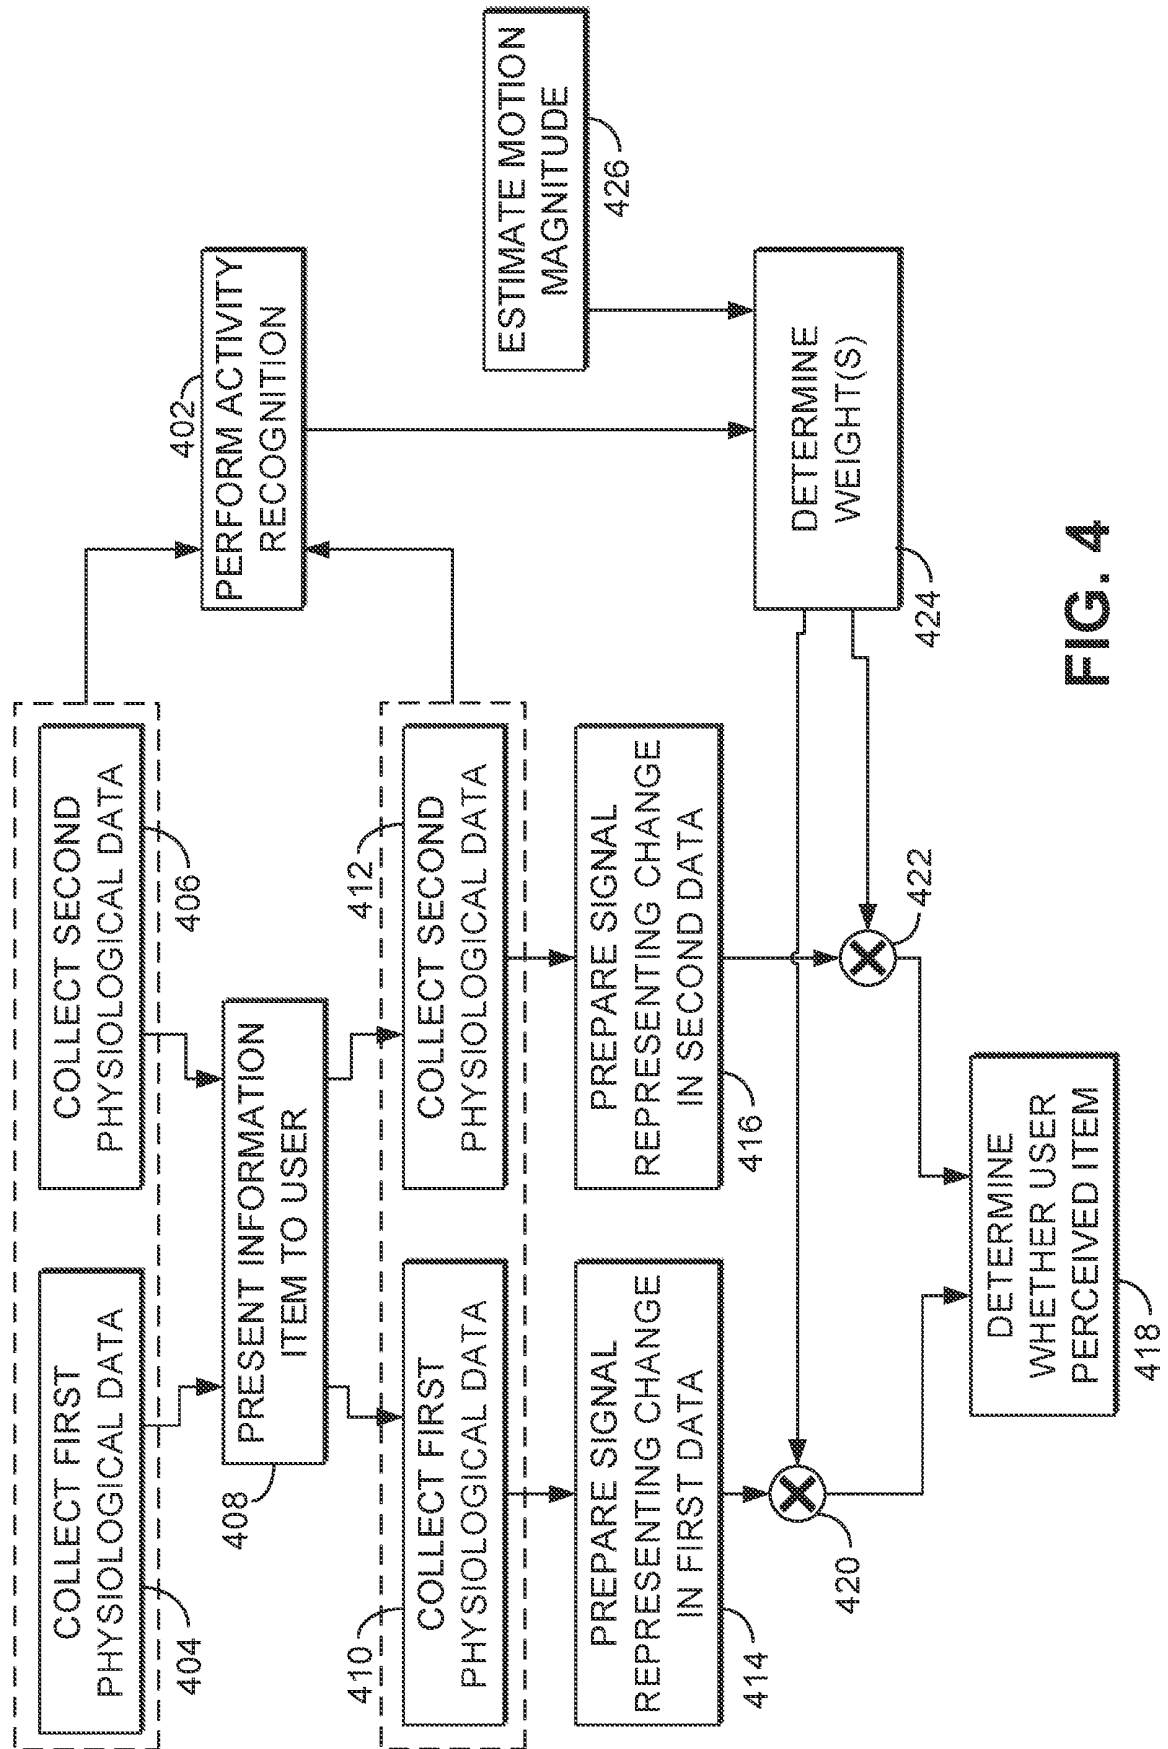 COLLECT FIRST
PHYSIOLOGICAL DATA
404
COLLECT SECOND
PHYSIOLOGICAL DATA
406
PERFORM ACTIVITY
RECOGNITION
402
PRESENT INFORMATION
ITEM TO USER
408
COLLECT FIRST
PHYSIOLOGICAL DATA
410
COLLECT SECOND
PHYSIOLOGICAL DATA
412
ESTIMATE MOTION
MAGNITUDE
426
PREPARE SIGNAL
REPRESENTING CHANGE
IN FIRST DATA
414
PREPARE SIGNAL
REPRESENTING CHANGE
IN SECOND DATA
416
DETERMINE
WEIGHT(S)
424
420
422
DETERMINE
WHETHER USER
PERCEIVED ITEM
418
FIG. 4